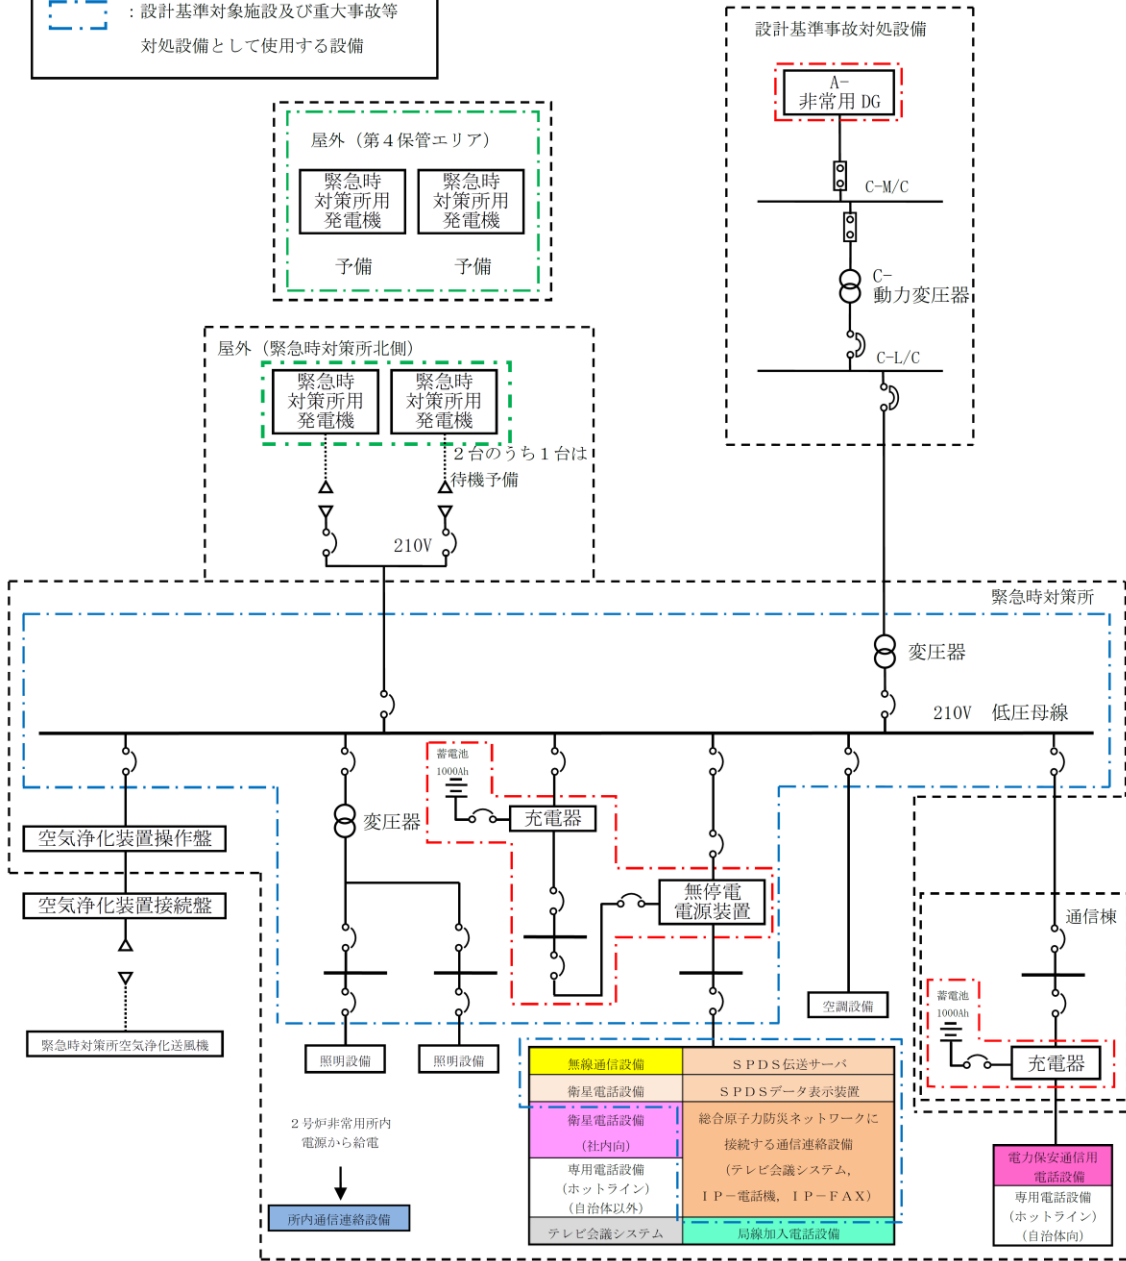 ：設計基準対象施設及び重大事故等
対処設備として使用する設備
設計基準事故対処設備
A-
非常用 DG
C-M/C
C-
動力変圧器
C-L/C
屋外（第４保管エリア）
緊急時
対策所用
発電機
緊急時
対策所用
発電機
予備
予備
屋外（緊急時対策所北側）
緊急時
対策所用
発電機
緊急時
対策所用
発電機
２台のうち１台は
待機予備
210V
緊急時対策所
変圧器
210V　低圧母線
蓄電池
1000Ah
変圧器
充電器
空気浄化装置操作盤
空気浄化装置接続盤
無停電
電源装置
通信棟
空調設備
蓄電池
1000Ah
充電器
緊急時対策所空気浄化送風機
照明設備
照明設備
２号炉非常用所内
電源から給電
所内通信連絡設備
無線通信設備
衛星電話設備
衛星電話設備
（社内向）
専用電話設備
（ホットライン）
（自治体以外）
テレビ会議システム
ＳＰＤＳ伝送サーバ
ＳＰＤＳデータ表示装置
総合原子力防災ネットワークに
接続する通信連絡設備
（テレビ会議システム，
ＩＰ－電話機，ＩＰ－ＦＡＸ）
局線加入電話設備
電力保安通信用
電話設備
専用電話設備
（ホットライン）
（自治体向）